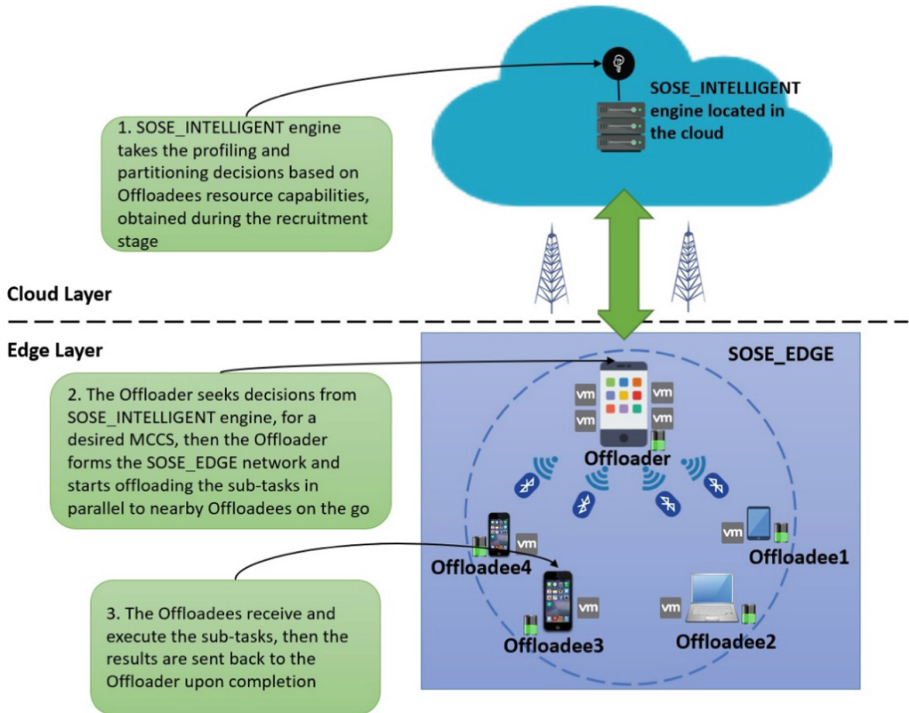 SOSE_INTELLIGENT
engine located in
the cloud
1. SOSE_INTELLIGENT engine
takes the profiling and
partitioning decisions based on
Offloadees resource capabilities,
obtained during the recruitment
stage
Cloud Layer
Edge Layer
SOSE_EDGE
2. The Offloader seeks decisions from
SOSE_INTELLIGENT engine, for a
desired MCCS, then the Offloader
forms the SOSE_EDGE network and
starts offloading the sub-tasks in
parallel to nearby Offloadees on the go
vm
vm
vm
vm
Offloader
vm
Offloadee4
vm
Offloadee1
3. The Offloadees receive and
execute the sub-tasks, then the
results are sent back to the
Offloader upon completion
vm
Offloadee3
vm
Offloadee2